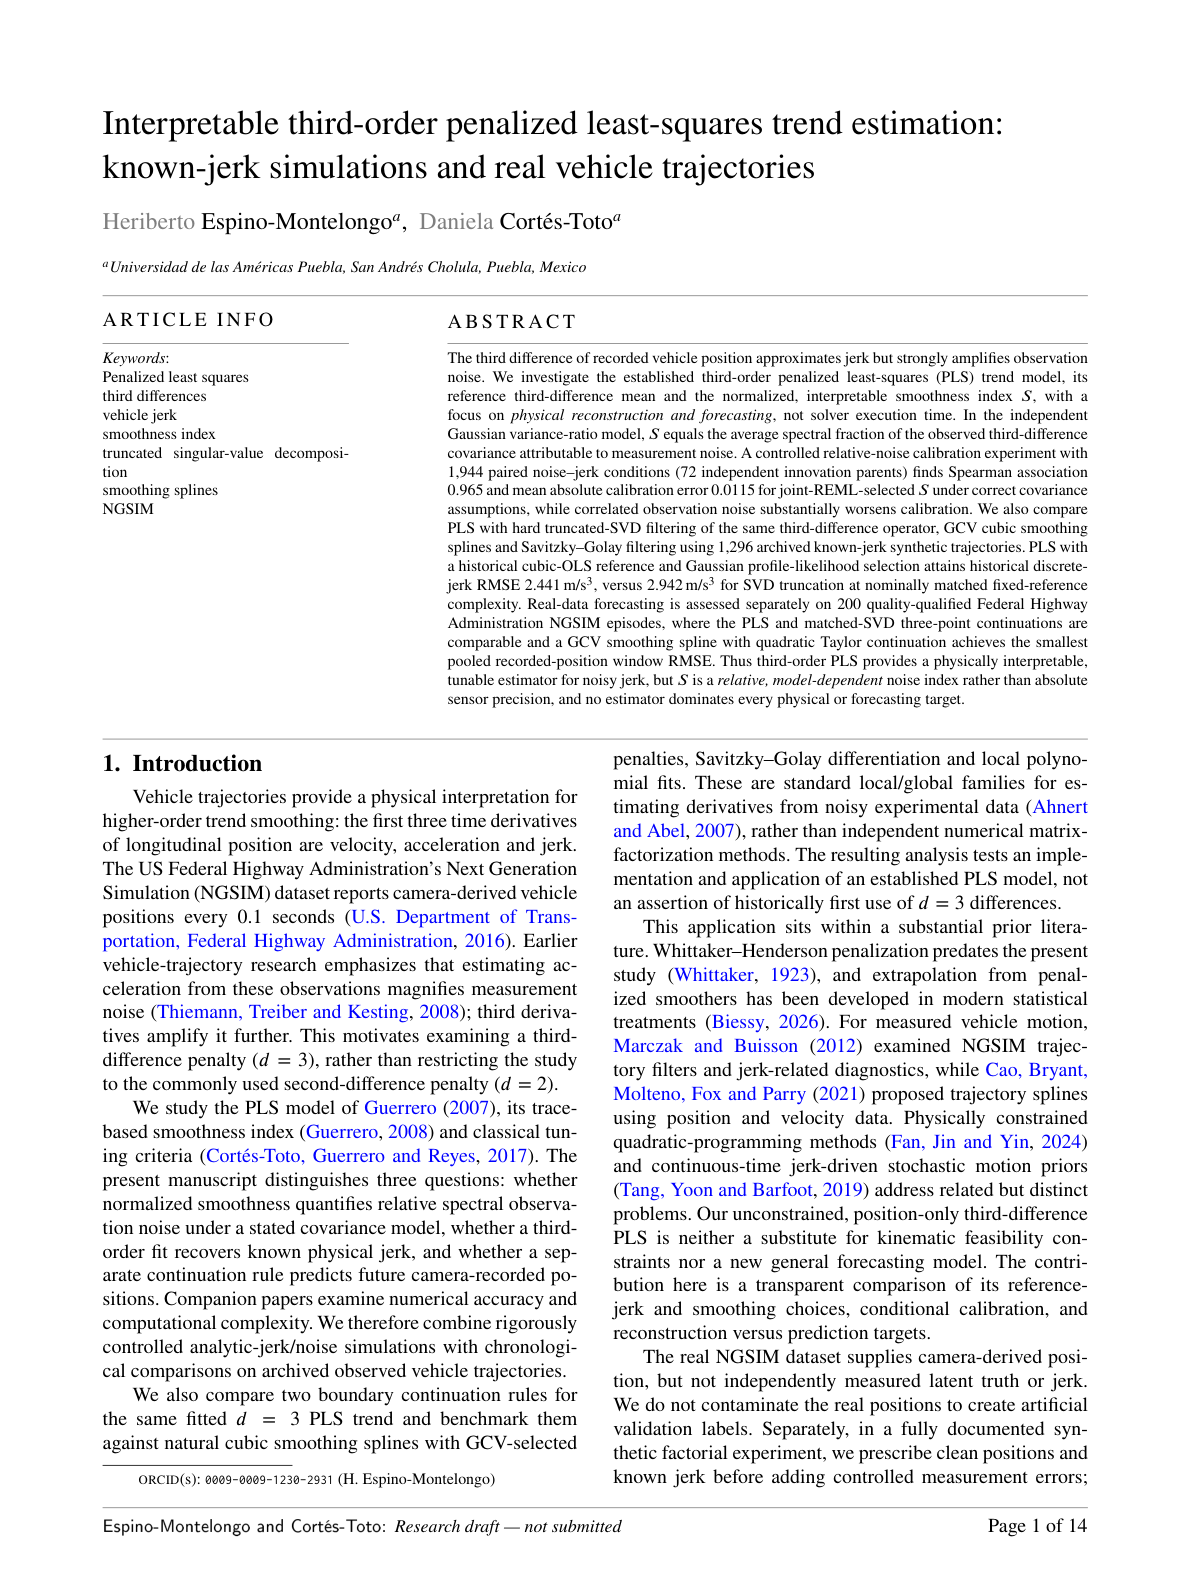 Interpretable third-order penalized least-squares trend estimation:
known-jerk simulations and real vehicle trajectories
Heriberto Espino-Montelongoᵃ, Daniela Cortés-Totoᵃ
ᵃUniversidad de las Américas Puebla, San Andrés Cholula, Puebla, Mexico
ARTICLE INFO
Keywords:
Penalized least squares
third differences
vehicle jerk
smoothness index
truncated singular-value decomposi-
tion
smoothing splines
NGSIM
ABSTRACT
The third difference of recorded vehicle position approximates jerk but strongly amplifies observation
noise. We investigate the established third-order penalized least-squares (PLS) trend model, its
reference third-difference mean and the normalized, interpretable smoothness index S, with a
focus on physical reconstruction and forecasting, not solver execution time. In the independent
Gaussian variance-ratio model, S equals the average spectral fraction of the observed third-difference
covariance attributable to measurement noise. A controlled relative-noise calibration experiment with
1,944 paired noise–jerk conditions (72 independent innovation parents) finds Spearman association
0.965 and mean absolute calibration error 0.0115 for joint-REML-selected S under correct covariance
assumptions, while correlated observation noise substantially worsens calibration. We also compare
PLS with hard truncated-SVD filtering of the same third-difference operator, GCV cubic smoothing
splines and Savitzky–Golay filtering using 1,296 archived known-jerk synthetic trajectories. PLS with
a historical cubic-OLS reference and Gaussian profile-likelihood selection attains historical discrete-
jerk RMSE 2.441 m/s³, versus 2.942 m/s³ for SVD truncation at nominally matched fixed-reference
complexity. Real-data forecasting is assessed separately on 200 quality-qualified Federal Highway
Administration NGSIM episodes, where the PLS and matched-SVD three-point continuations are
comparable and a GCV smoothing spline with quadratic Taylor continuation achieves the smallest
pooled recorded-position window RMSE. Thus third-order PLS provides a physically interpretable,
tunable estimator for noisy jerk, but S is a relative, model-dependent noise index rather than absolute
sensor precision, and no estimator dominates every physical or forecasting target.
1. Introduction
Vehicle trajectories provide a physical interpretation for
higher-order trend smoothing: the first three time derivatives
of longitudinal position are velocity, acceleration and jerk.
The US Federal Highway Administration's Next Generation
Simulation (NGSIM) dataset reports camera-derived vehicle
positions every 0.1 seconds (U.S. Department of Trans-
portation, Federal Highway Administration, 2016). Earlier
vehicle-trajectory research emphasizes that estimating ac-
celeration from these observations magnifies measurement
noise (Thiemann, Treiber and Kesting, 2008); third deriva-
tives amplify it further. This motivates examining a third-
difference penalty (d = 3), rather than restricting the study
to the commonly used second-difference penalty (d = 2).
We study the PLS model of Guerrero (2007), its trace-
based smoothness index (Guerrero, 2008) and classical tun-
ing criteria (Cortés-Toto, Guerrero and Reyes, 2017). The
present manuscript distinguishes three questions: whether
normalized smoothness quantifies relative spectral observa-
tion noise under a stated covariance model, whether a third-
order fit recovers known physical jerk, and whether a sep-
arate continuation rule predicts future camera-recorded po-
sitions. Companion papers examine numerical accuracy and
computational complexity. We therefore combine rigorously
controlled analytic-jerk/noise simulations with chronologi-
cal comparisons on archived observed vehicle trajectories.
We also compare two boundary continuation rules for
the same fitted d = 3 PLS trend and benchmark them
against natural cubic smoothing splines with GCV-selected
ORCID(s): 0009-0009-1230-2931 (H. Espino-Montelongo)
penalties, Savitzky–Golay differentiation and local polyno-
mial fits. These are standard local/global families for es-
timating derivatives from noisy experimental data (Ahnert
and Abel, 2007), rather than independent numerical matrix-
factorization methods. The resulting analysis tests an imple-
mentation and application of an established PLS model, not
an assertion of historically first use of d = 3 differences.
This application sits within a substantial prior litera-
ture. Whittaker–Henderson penalization predates the present
study (Whittaker, 1923), and extrapolation from penal-
ized smoothers has been developed in modern statistical
treatments (Biessy, 2026). For measured vehicle motion,
Marczak and Buisson (2012) examined NGSIM trajec-
tory filters and jerk-related diagnostics, while Cao, Bryant,
Molteno, Fox and Parry (2021) proposed trajectory splines
using position and velocity data. Physically constrained
quadratic-programming methods (Fan, Jin and Yin, 2024)
and continuous-time jerk-driven stochastic motion priors
(Tang, Yoon and Barfoot, 2019) address related but distinct
problems. Our unconstrained, position-only third-difference
PLS is neither a substitute for kinematic feasibility con-
straints nor a new general forecasting model. The contri-
bution here is a transparent comparison of its reference-
jerk and smoothing choices, conditional calibration, and
reconstruction versus prediction targets.
The real NGSIM dataset supplies camera-derived posi-
tion, but not independently measured latent truth or jerk.
We do not contaminate the real positions to create artificial
validation labels. Separately, in a fully documented syn-
thetic factorial experiment, we prescribe clean positions and
known jerk before adding controlled measurement errors;
Espino-Montelongo and Cortés-Toto: Research draft — not submitted
Page 1 of 14